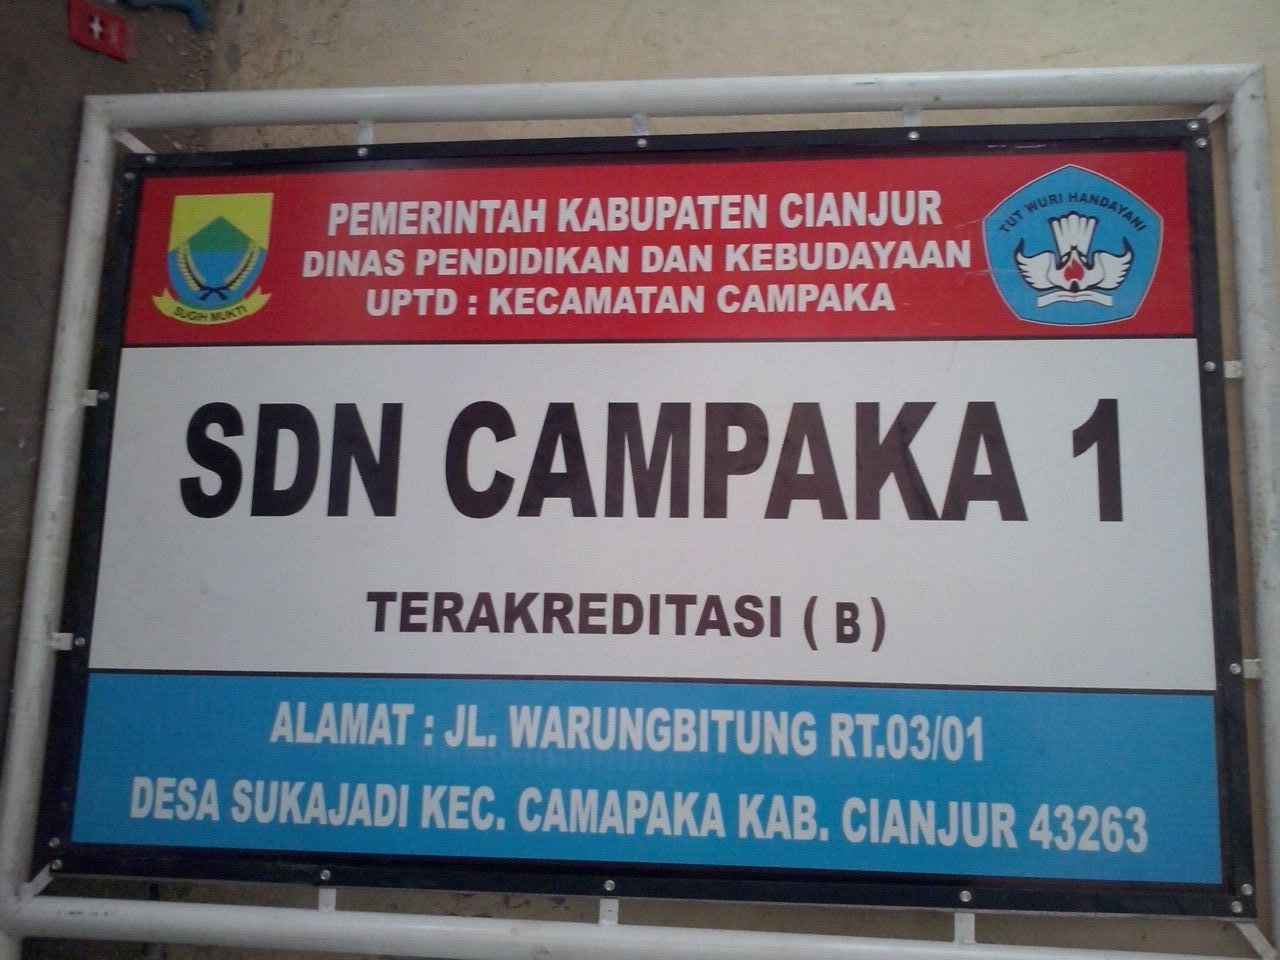 PEMERINTAH KABUPATEN CIANJUR
DINAS PENDIDIKAN DAN KEBUDAYAAN
UPTD : KECAMATAN CAMPAKA
SUGIH MUKTI
TUT WURI HANDAYANI
SDN CAMPAKA 1
TERAKREDITASI ( B )
ALAMAT : JL. WARUNGBITUNG RT.03/01
DESA SUKAJADI KEC. CAMAPAKA KAB. CIANJUR 43263